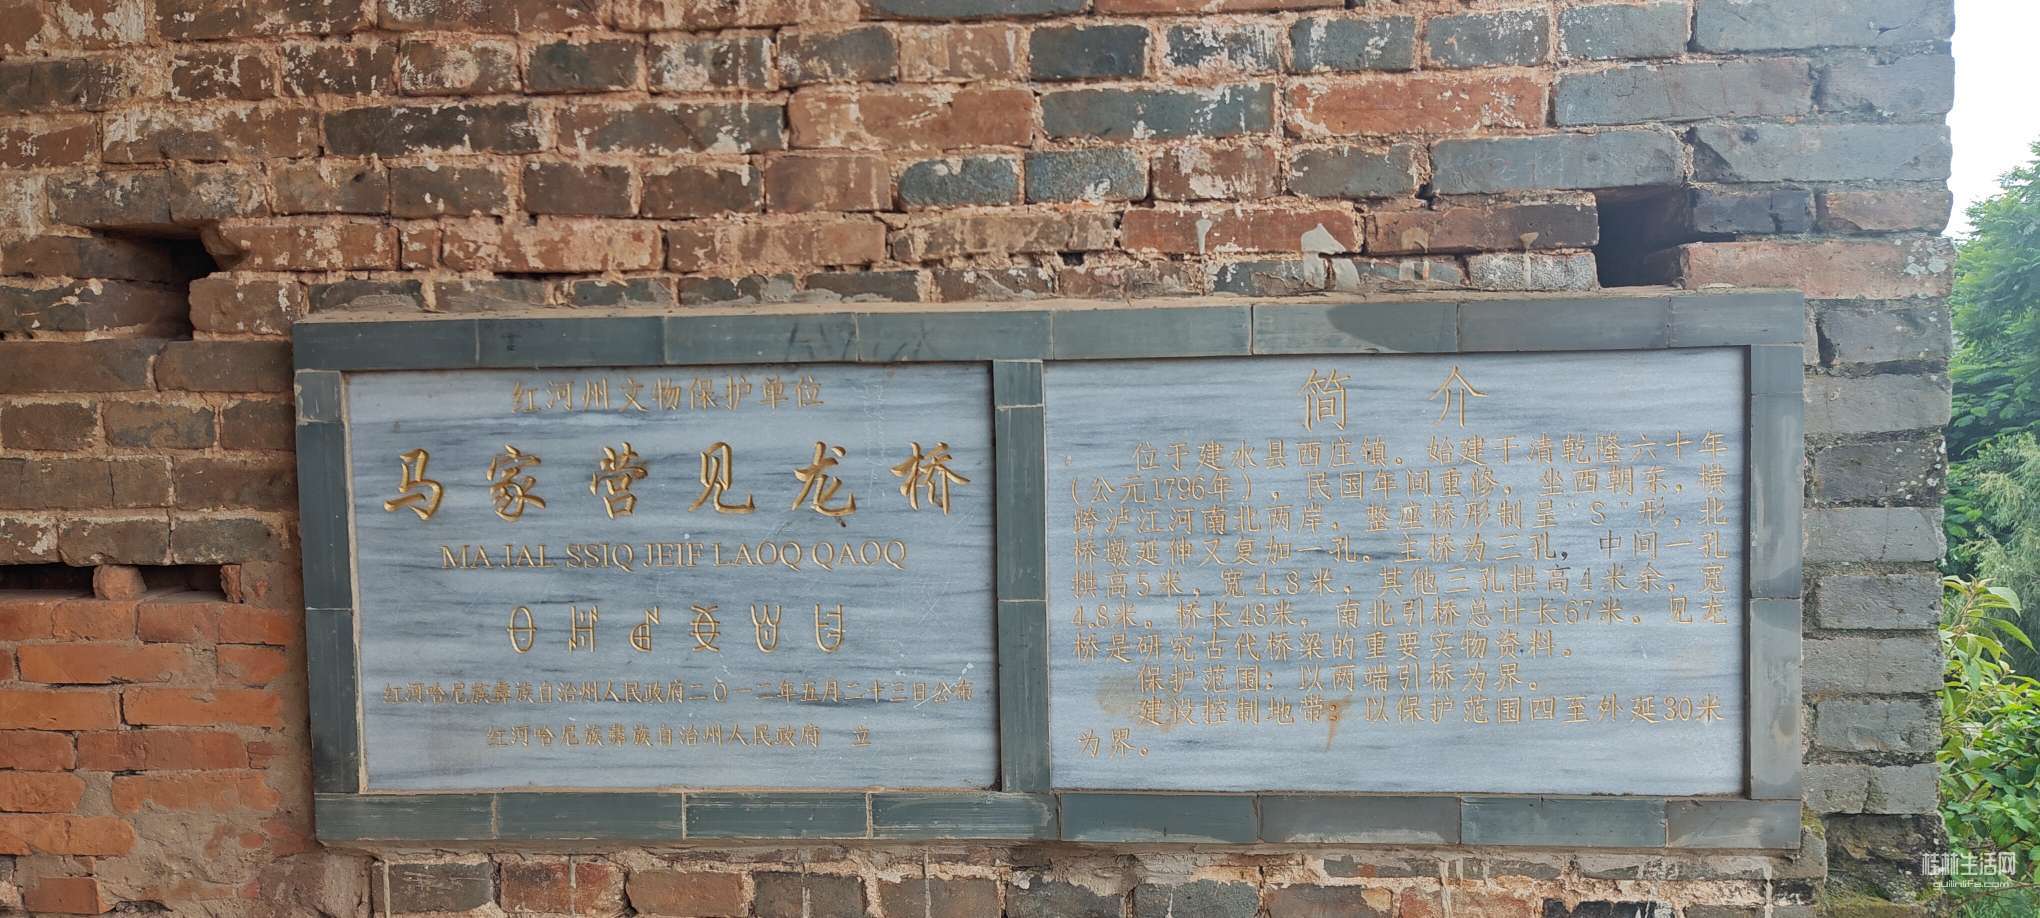 红河州文物保护单位
马家营见龙桥
MA JAL SSIQ JEIF LAOQ QAOQ
红河哈尼族彝族自治州人民政府二〇一二年五月二十三日公布
红河哈尼族彝族自治州人民政府 立
简 介
位于建水县西庄镇。始建于清乾隆六十年
(公元1796年)，民国年间重修，坐西朝东，横
跨泸江河南北两岸，整座桥形制呈"S"形，北
桥墩延伸又复加一孔。主桥为三孔，中间一孔
拱高5米，宽4.8米，其他三孔拱高4米余，宽
4.8米。桥长48米，南北引桥总计长67米。见龙
桥是研究古代桥梁的重要实物资料。
保护范围：以两端引桥为界。
建设控制地带：以保护范围四至外延30米
为界。
桂林生活网
guilinlife.com